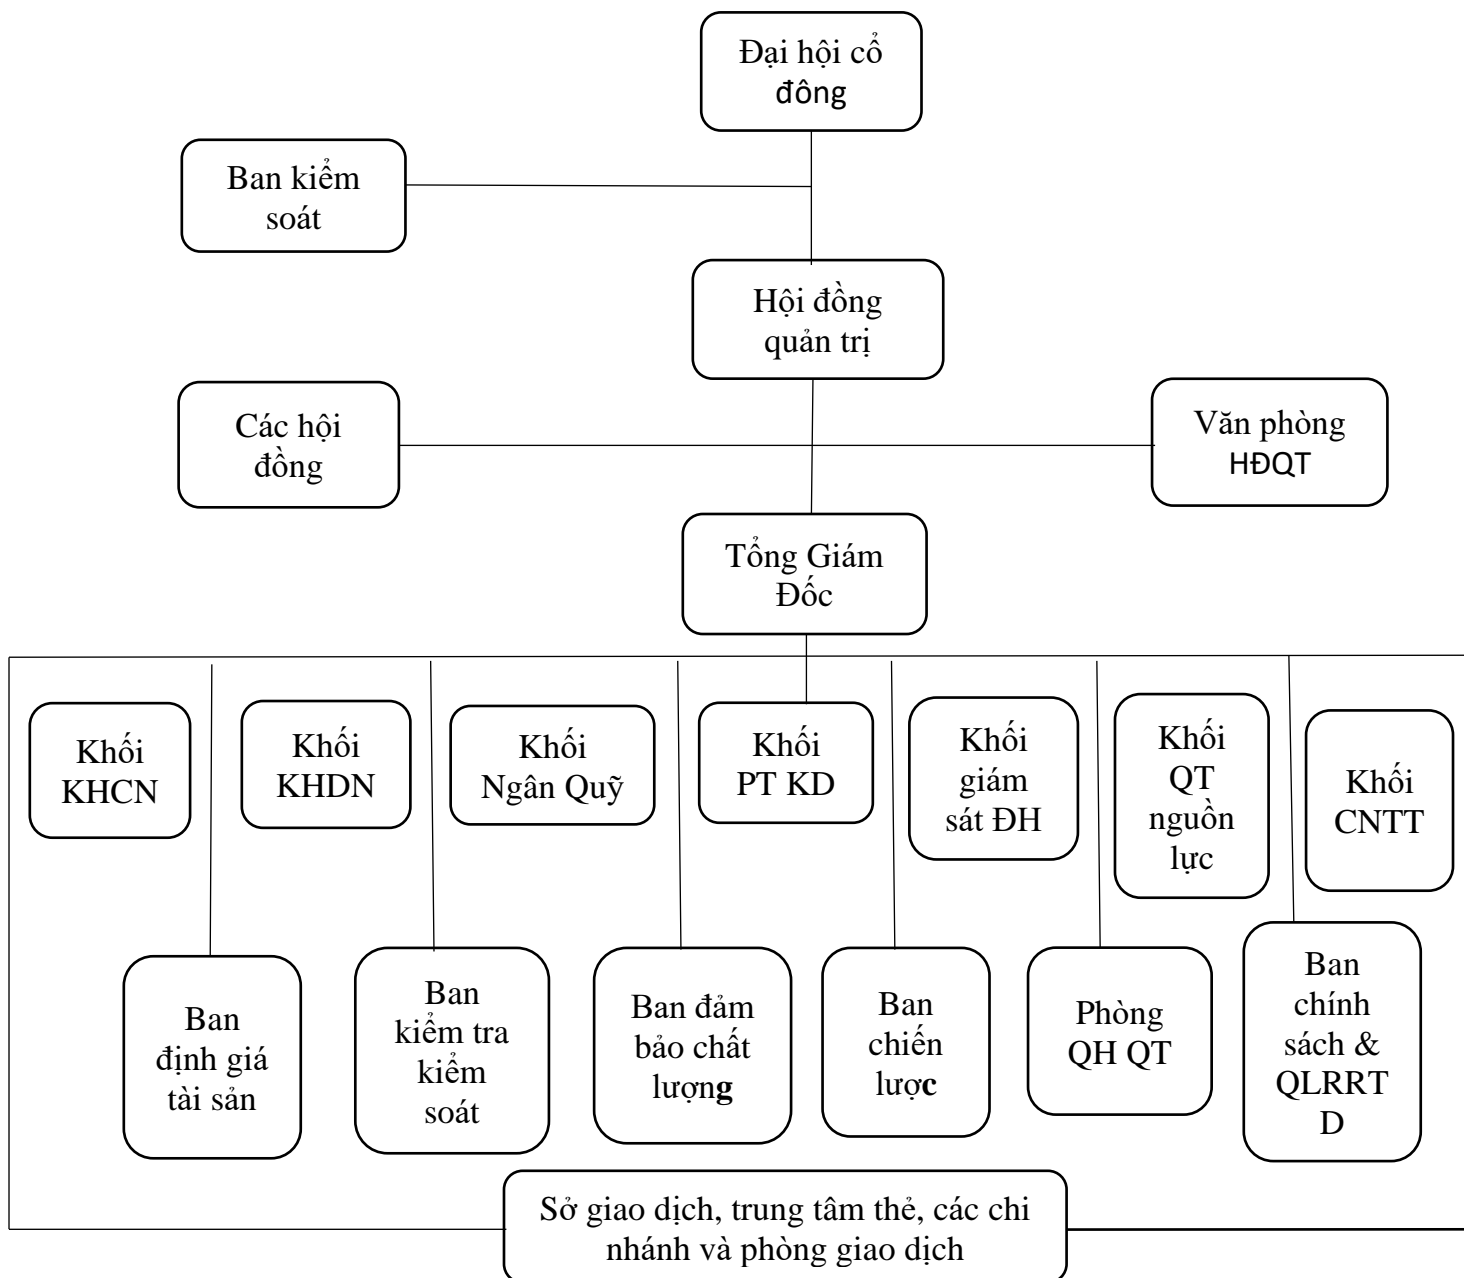 Đại hội cổ
đông
Ban kiểm
soát
Hội đồng
quản trị
Các hội
đồng
Văn phòng
HĐQT
Tổng Giám
Đốc
Khối
KHCN
Khối
KHDN
Khối
Ngân Quỹ
Khối
PT KD
Khối
giám
sát ĐH
Khối
QT
nguồn
lực
Khối
CNTT
Ban
định giá
tài sản
Ban
kiểm tra
kiểm
soát
Ban đảm
bảo chất
lượng
Ban
chiến
lược
Phòng
QH QT
Ban
chính
sách &
QLRRT
D
Sở giao dịch, trung tâm thẻ, các chi
nhánh và phòng giao dịch